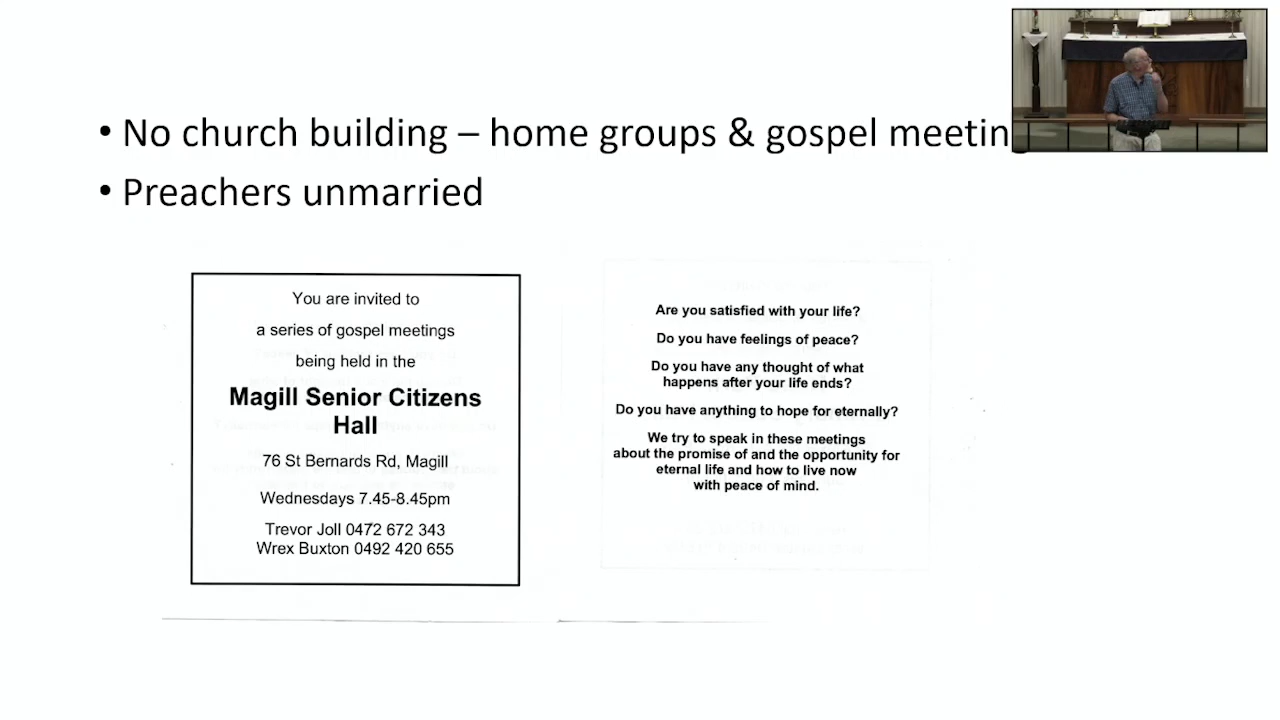 • No church building – home groups & gospel meetin
• Preachers unmarried
You are invited to
a series of gospel meetings
being held in the
Magill Senior Citizens
Hall
76 St Bernards Rd, Magill
Wednesdays 7.45-8.45pm
Trevor Joll 0472 672 343
Wrex Buxton 0492 420 655
Are you satisfied with your life?
Do you have feelings of peace?
Do you have any thought of what
happens after your life ends?
Do you have anything to hope for eternally?
We try to speak in these meetings
about the promise of and the opportunity for
eternal life and how to live now
with peace of mind.